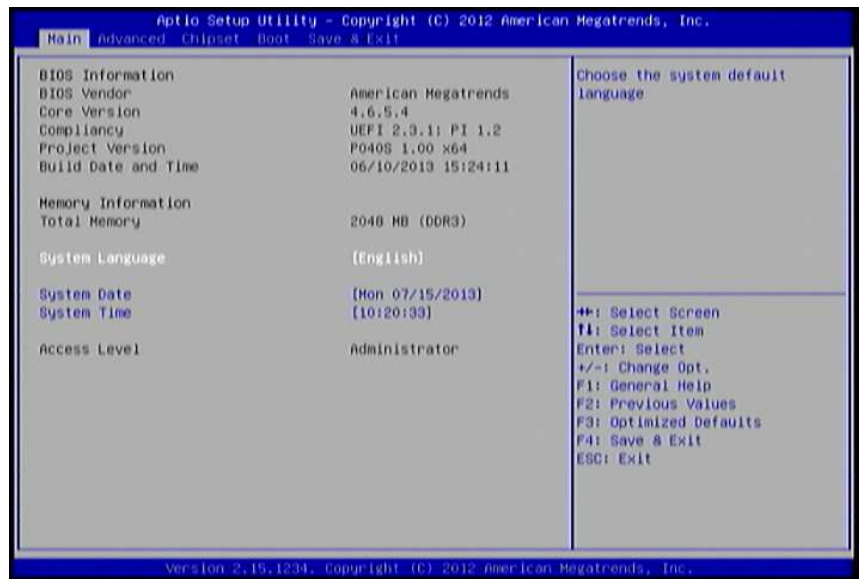 Aptio Setup Utility - Copyright (C) 2012 American Megatrends, Inc.
Main Advanced Chipset Boot Save & Exit
BIOS Information
BIOS Vendor American Megatrends
Core Version 4.6.5.4
Compliancy UEFI 2.3.1; PI 1.2
Project Version P040S 1.00 x64
Build Date and Time 06/10/2013 15:24:11
Memory Information
Total Memory 2048 MB (DDR3)
System Language [English]
System Date [Mon 07/15/2013]
System Time [10:20:33]
Access Level Administrator
Choose the system default
language
→←: Select Screen
↑↓: Select Item
Enter: Select
+/-: Change Opt.
F1: General Help
F2: Previous Values
F3: Optimized Defaults
F4: Save & Exit
ESC: Exit
Version 2.15.1234. Copyright (C) 2012 American Megatrends, Inc.